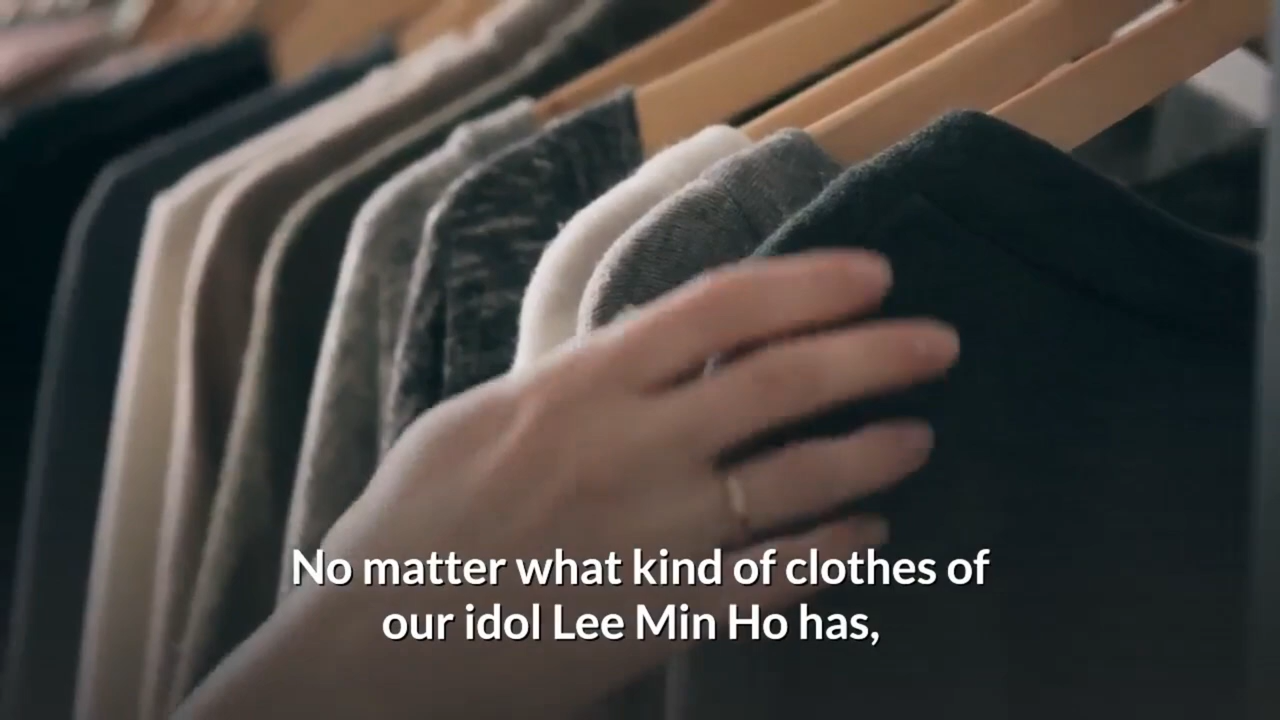 No matter what kind of clothes of
our idol Lee Min Ho has,